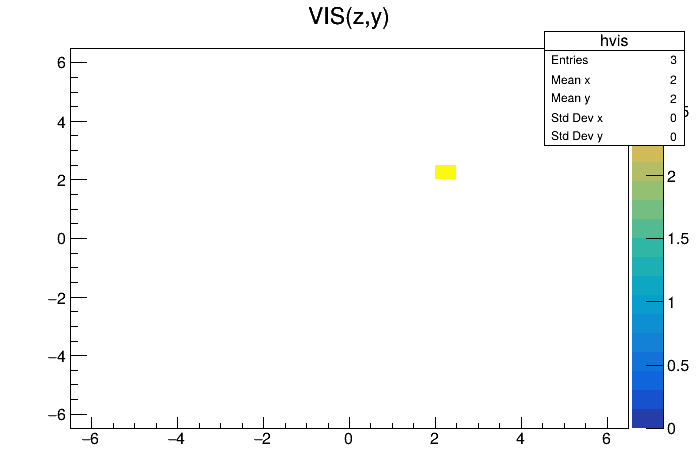 VIS(z,y)
hvis
Entries 3
Mean x 2
Mean y 2
Std Dev x 0
Std Dev y 0
6
4
2
0
−2
−4
−6
−6 −4 −2 0 2 4 6
2
1.5
1
0.5
0